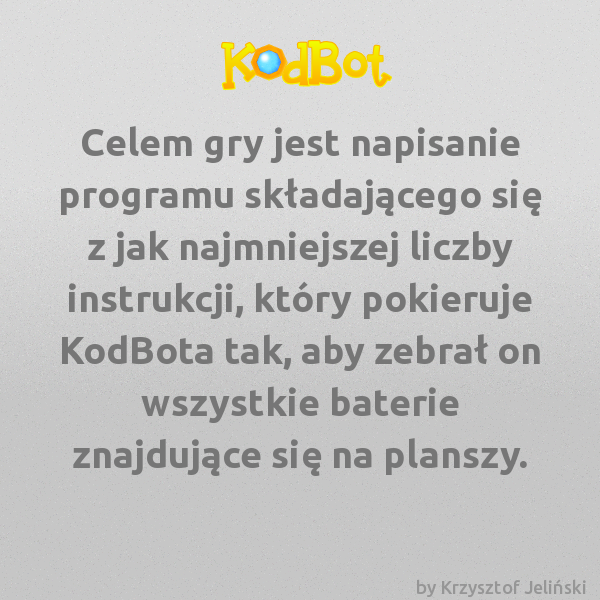 KodBot
Celem gry jest napisanie
programu składającego się
z jak najmniejszej liczby
instrukcji, który pokieruje
KodBota tak, aby zebrał on
wszystkie baterie
znajdujące się na planszy.
by Krzysztof Jeliński